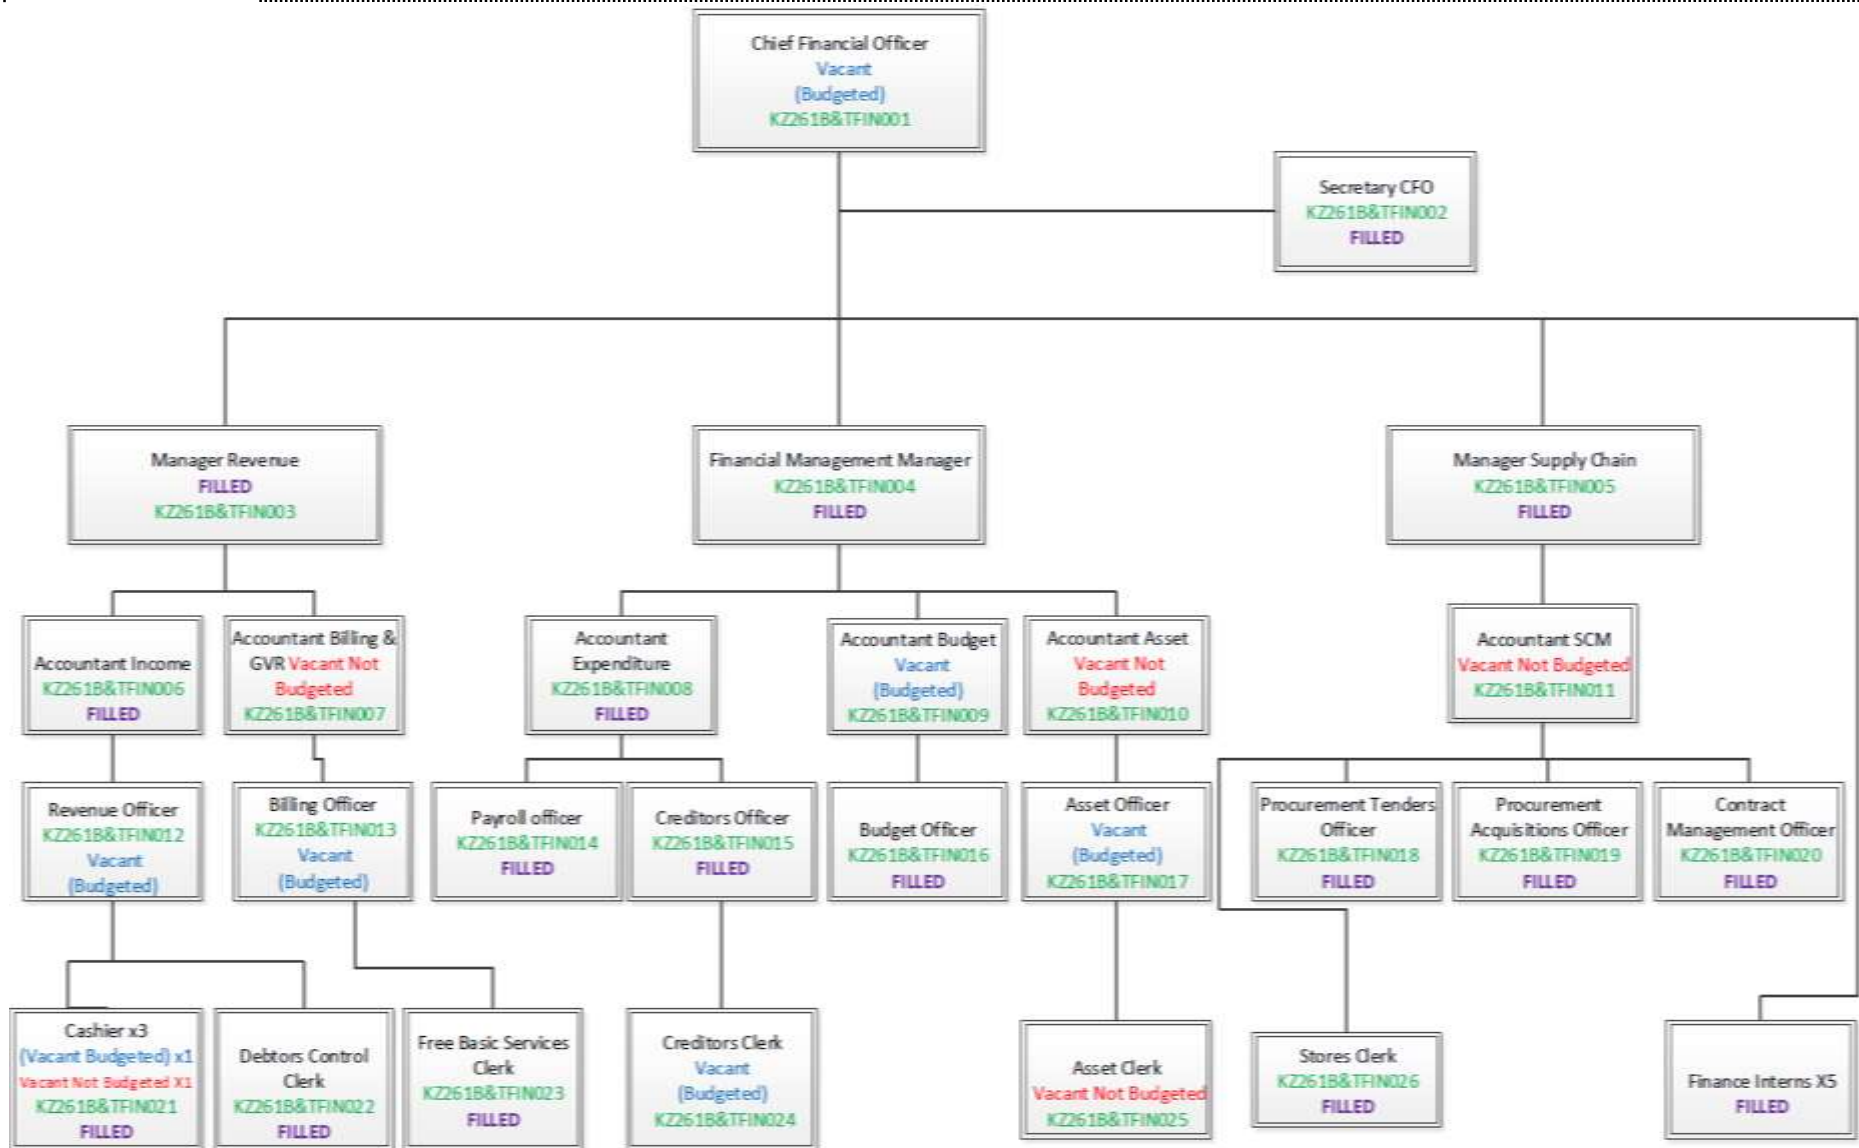 Chief Financial Officer
Vacant
(Budgeted)
KZ261B&TFIN001
Secretary CFO
KZ261B&TFIN002
FILLED
Manager Revenue
FILLED
KZ261B&TFIN003
Financial Management Manager
KZ261B&TFIN004
FILLED
Manager Supply Chain
KZ261B&TFIN005
FILLED
Accountant Income
KZ261B&TFIN006
FILLED
Accountant Billing &
GVR Vacant Not
Budgeted
KZ261B&TFIN007
Accountant
Expenditure
KZ261B&TFIN008
FILLED
Accountant Budget
Vacant
(Budgeted)
KZ261B&TFIN009
Accountant Asset
Vacant Not
Budgeted
KZ261B&TFIN010
Accountant SCM
Vacant Not Budgeted
KZ261B&TFIN011
Revenue Officer
KZ261B&TFIN012
Vacant
(Budgeted)
Billing Officer
KZ261B&TFIN013
Vacant
(Budgeted)
Payroll officer
KZ261B&TFIN014
FILLED
Creditors Officer
KZ261B&TFIN015
FILLED
Budget Officer
KZ261B&TFIN016
FILLED
Asset Officer
Vacant
(Budgeted)
KZ261B&TFIN017
Procurement Tenders
Officer
KZ261B&TFIN018
FILLED
Procurement
Acquisitions Officer
KZ261B&TFIN019
FILLED
Contract
Management Officer
KZ261B&TFIN020
FILLED
Cashier x3
(Vacant Budgeted) x1
Vacant Not Budgeted X1
KZ261B&TFIN021
FILLED
Debtors Control
Clerk
KZ261B&TFIN022
FILLED
Free Basic Services
Clerk
KZ261B&TFIN023
FILLED
Creditors Clerk
Vacant
(Budgeted)
KZ261B&TFIN024
Asset Clerk
Vacant Not Budgeted
KZ261B&TFIN025
Stores Clerk
KZ261B&TFIN026
FILLED
Finance Interns X5
FILLED